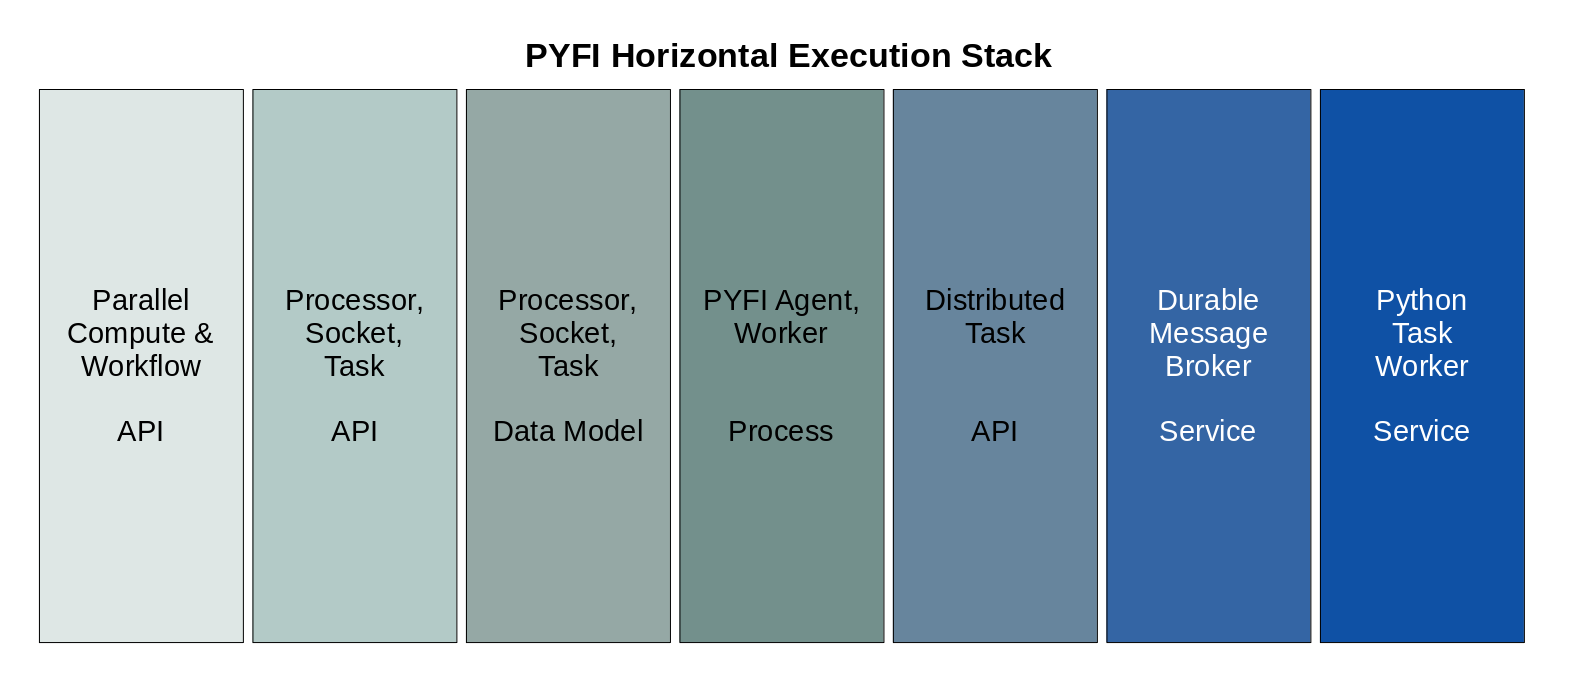 PYFI Horizontal Execution Stack
Parallel
Compute &
Workflow
API
Processor,
Socket,
Task
API
Processor,
Socket,
Task
Data Model
PYFI Agent,
Worker
Process
Distributed
Task
API
Durable
Message
Broker
Service
Python
Task
Worker
Service